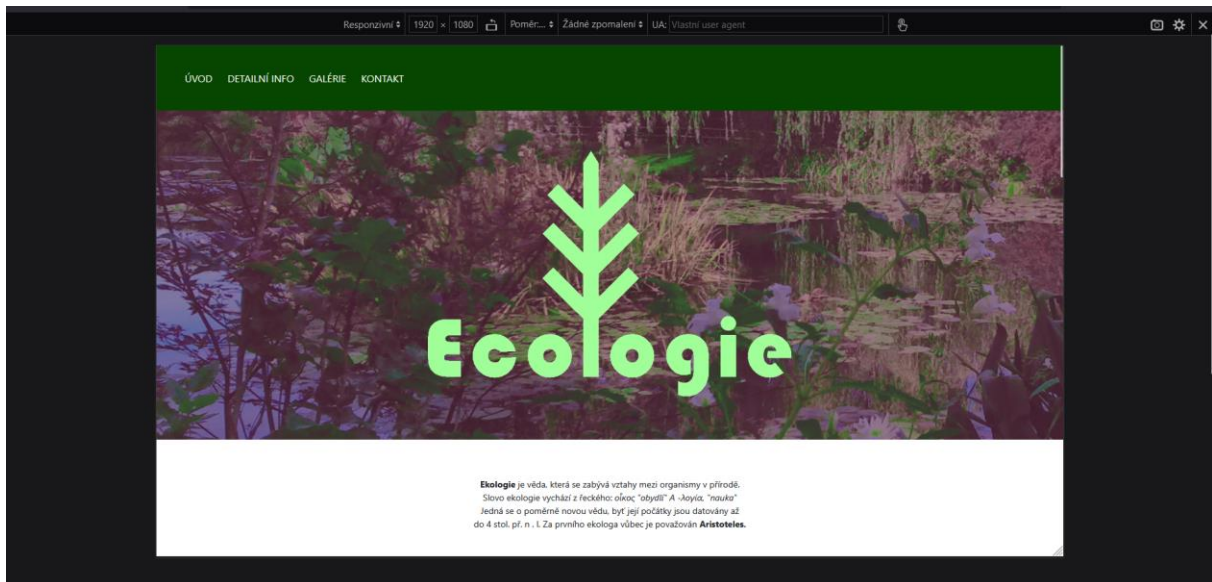 Responzivní 1920 × 1080 Poměr:... Žádné zpomalení UA: Vlastní user agent
ÚVOD DETAILNÍ INFO GALÉRIE KONTAKT
Ecologie
Ekologie je věda, která se zabývá vztahy mezi organismy v přírodě.
Slovo ekologie vychází z řeckého: οἶκος "obydlí" A -λογία, "nauka"
Jedná se o poměrně novou vědu, byť její počátky jsou datovány až
do 4 stol. př. n . l. Za prvního ekologa vůbec je považován Aristoteles.